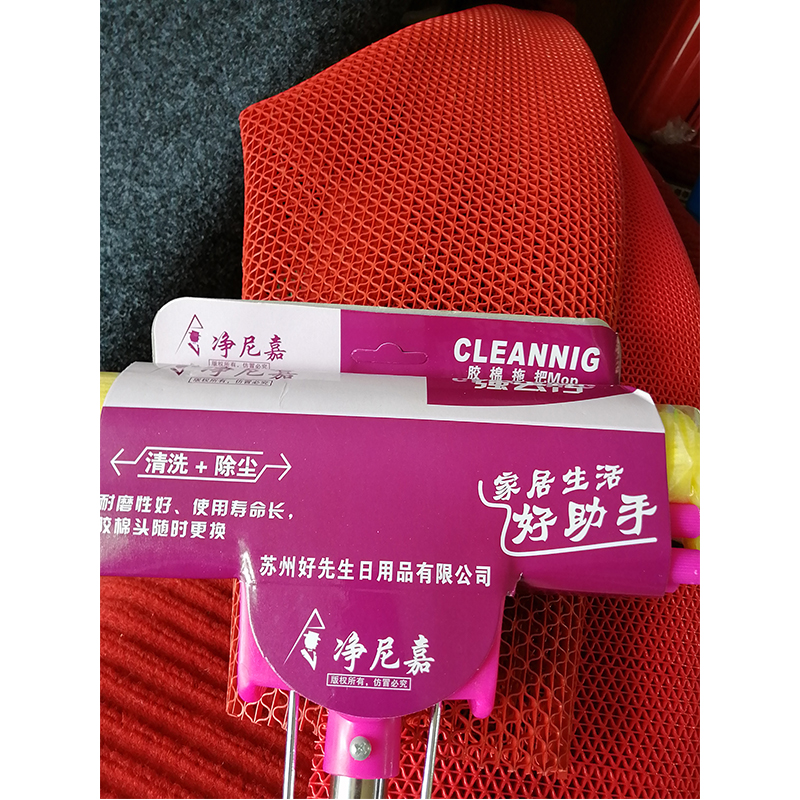 净尼嘉
版权所有，仿冒必究
CLEANNIG
胶棉拖把Mop
净尼嘉
清洗 + 除尘
耐磨性好、使用寿命长，
胶棉头随时更换
家居生活
好助手
苏州好先生日用品有限公司
净尼嘉
版权所有，仿冒必究